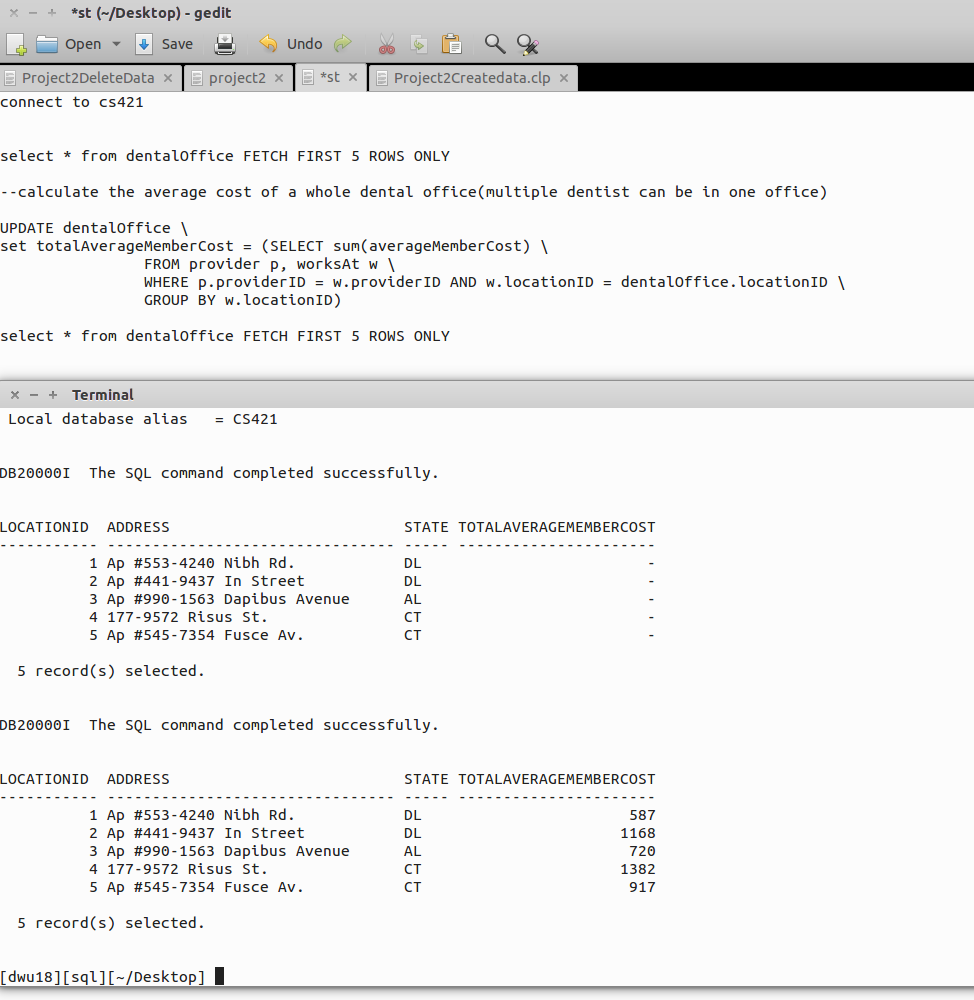 *st (~/Desktop) - gedit
Open Save Undo
Project2DeleteData project2 *st Project2Createdata.clp
connect to cs421
select * from dentalOffice FETCH FIRST 5 ROWS ONLY
--calculate the average cost of a whole dental office(multiple dentist can be in one office)
UPDATE dentalOffice \
set totalAverageMemberCost = (SELECT sum(averageMemberCost) \
FROM provider p, worksAt w \
WHERE p.providerID = w.providerID AND w.locationID = dentalOffice.locationID \
GROUP BY w.locationID)
select * from dentalOffice FETCH FIRST 5 ROWS ONLY
Terminal
Local database alias   = CS421
DB20000I  The SQL command completed successfully.
LOCATIONID  ADDRESS                          STATE TOTALAVERAGEMEMBERCOST
----------- -------------------------------- ----- ----------------------
1 Ap #553-4240 Nibh Rd.            DL                         -
2 Ap #441-9437 In Street           DL                         -
3 Ap #990-1563 Dapibus Avenue      AL                         -
4 177-9572 Risus St.               CT                         -
5 Ap #545-7354 Fusce Av.           CT                         -
5 record(s) selected.
DB20000I  The SQL command completed successfully.
LOCATIONID  ADDRESS                          STATE TOTALAVERAGEMEMBERCOST
----------- -------------------------------- ----- ----------------------
1 Ap #553-4240 Nibh Rd.            DL                       587
2 Ap #441-9437 In Street           DL                      1168
3 Ap #990-1563 Dapibus Avenue      AL                       720
4 177-9572 Risus St.               CT                      1382
5 Ap #545-7354 Fusce Av.           CT                       917
5 record(s) selected.
[dwu18][sql][~/Desktop]